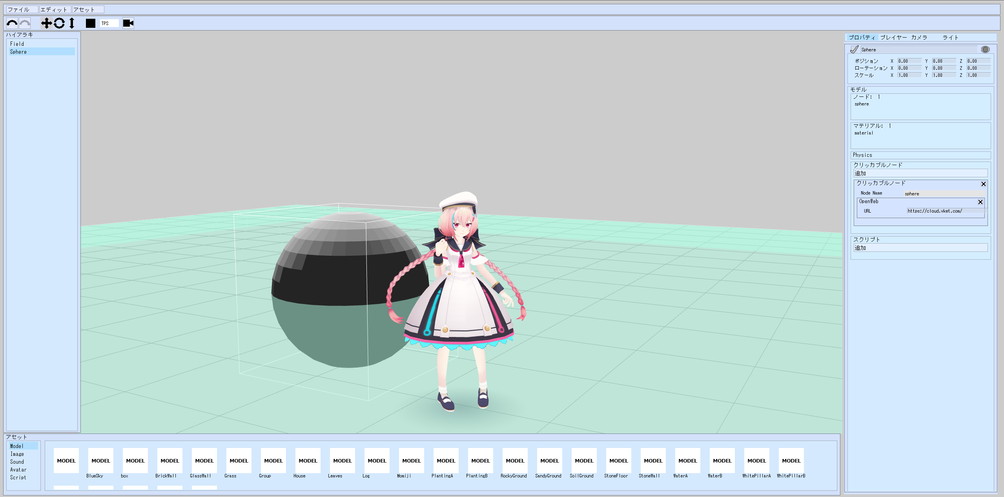 ファイル エディット アセット
TPS
ハイアラキ
Field
Sphere
プロパティ プレイヤー カメラ ライト
Sphere
ポジション X 0.00 Y 0.00 Z 0.00
ローテーション X 0.00 Y 0.00 Z 0.00
スケール X 1.00 Y 1.00 Z 1.00
モデル
ノード: 1
sphere
マテリアル: 1
material
Physics
クリッカブルノード
追加
クリッカブルノード
Node Name sphere
OpenWeb
URL https://cloud.vket.com/
スクリプト
追加
アセット
Model
Image
Sound
Avatar
Script
MODEL MODEL MODEL MODEL MODEL MODEL MODEL MODEL MODEL MODEL MODEL MODEL MODEL MODEL MODEL MODEL MODEL MODEL MODEL MODEL MODEL MODEL
BlueSky box BrickWall GlassWall Grass Group House Leaves Log Momiji PlantingA PlantingB RockyGround SandyGround SoilGround StoneFloor StoneWall WaterA WaterB WhitePillarA WhitePillarB